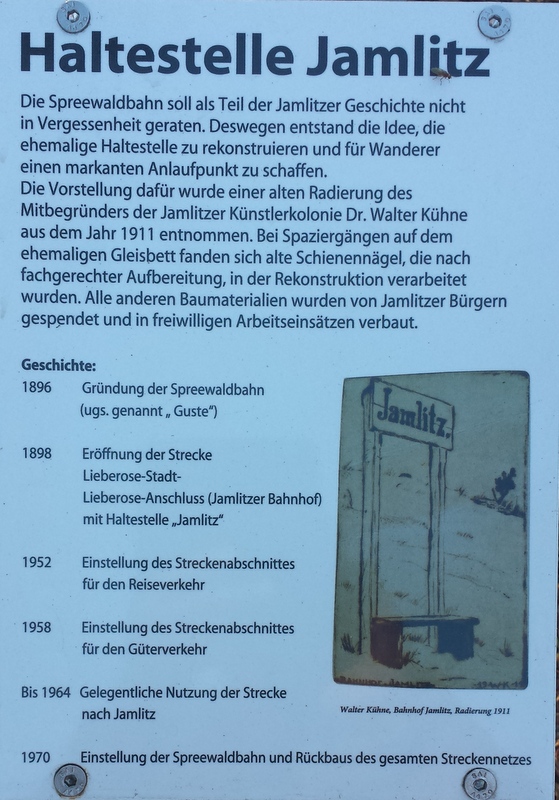 Haltestelle Jamlitz
Die Spreewaldbahn soll als Teil der Jamlitzer Geschichte nicht
in Vergessenheit geraten. Deswegen entstand die Idee, die
ehemalige Haltestelle zu rekonstruieren und für Wanderer
einen markanten Anlaufpunkt zu schaffen.
Die Vorstellung dafür wurde einer alten Radierung des
Mitbegründers der Jamlitzer Künstlerkolonie Dr. Walter Kühne
aus dem Jahr 1911 entnommen. Bei Spaziergängen auf dem
ehemaligen Gleisbett fanden sich alte Schienennägel, die nach
fachgerechter Aufbereitung, in der Rekonstruktion verarbeitet
wurden. Alle anderen Baumaterialien wurden von Jamlitzer Bürgern
gespendet und in freiwilligen Arbeitseinsätzen verbaut.
Geschichte:
1896 Gründung der Spreewaldbahn
(ugs. genannt „ Guste“)
1898 Eröffnung der Strecke
Lieberose-Stadt-
Lieberose-Anschluss (Jamlitzer Bahnhof)
mit Haltestelle „Jamlitz“
1952 Einstellung des Streckenabschnittes
für den Reiseverkehr
1958 Einstellung des Streckenabschnittes
für den Güterverkehr
Bis 1964 Gelegentliche Nutzung der Strecke
nach Jamlitz
1970 Einstellung der Spreewaldbahn und Rückbaus des gesamten Streckennetzes
Jamlitz.
BAHNHOF JAMLITZ
Walter Kühne, Bahnhof Jamlitz, Radierung 1911